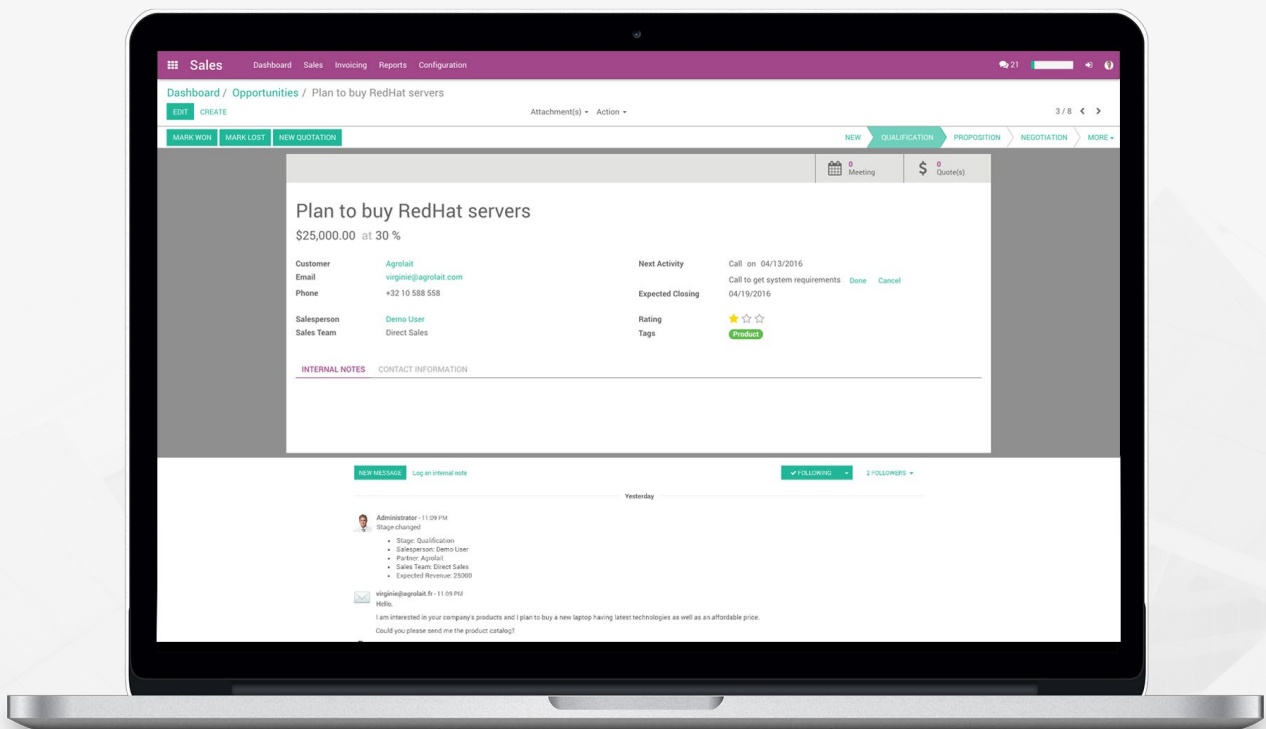 Sales Dashboard Sales Invoicing Reports Configuration 21
Dashboard / Opportunities / Plan to buy RedHat servers
EDIT CREATE Attachment(s) Action 3 / 8
MARK WON MARK LOST NEW QUOTATION NEW QUALIFICATION PROPOSITION NEGOTIATION MORE
0 Meeting 0 Quote(s)
Plan to buy RedHat servers
$25,000.00 at 30 %
Customer Agrolait Next Activity Call on 04/13/2016
Email virginie@agrolait.com Call to get system requirements Done Cancel
Phone +32 10 588 558 Expected Closing 04/19/2016
Salesperson Demo User Rating
Sales Team Direct Sales Tags Product
INTERNAL NOTES CONTACT INFORMATION
NEW MESSAGE Log an internal note FOLLOWING 2 FOLLOWERS
Yesterday
Administrator - 11:09 PM
Stage changed
• Stage: Qualification
• Salesperson: Demo User
• Partner: Agrolait
• Sales Team: Direct Sales
• Expected Revenue: 25000
virginie@agrolait.fr - 11:09 PM
Hello,
I am interested in your company's products and I plan to buy a new laptop having latest technologies as well as an affordable price.
Could you please send me the product catalog?